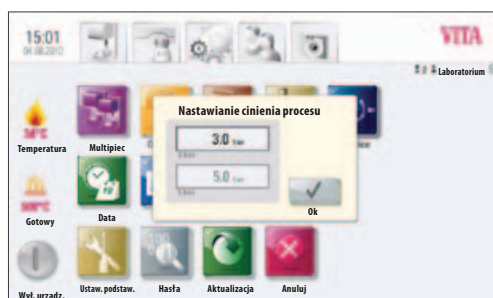 15:01
04.08.2010
VITA
Laboratorium
Nastawianie cinienia procesu
3.0 bar
5.0 bar
Ok
Temperatura
Multipiec
Gotowy
Data
Wył. urządz.
Ustaw. podstaw.
Hasła
Aktualizacja
Anuluj